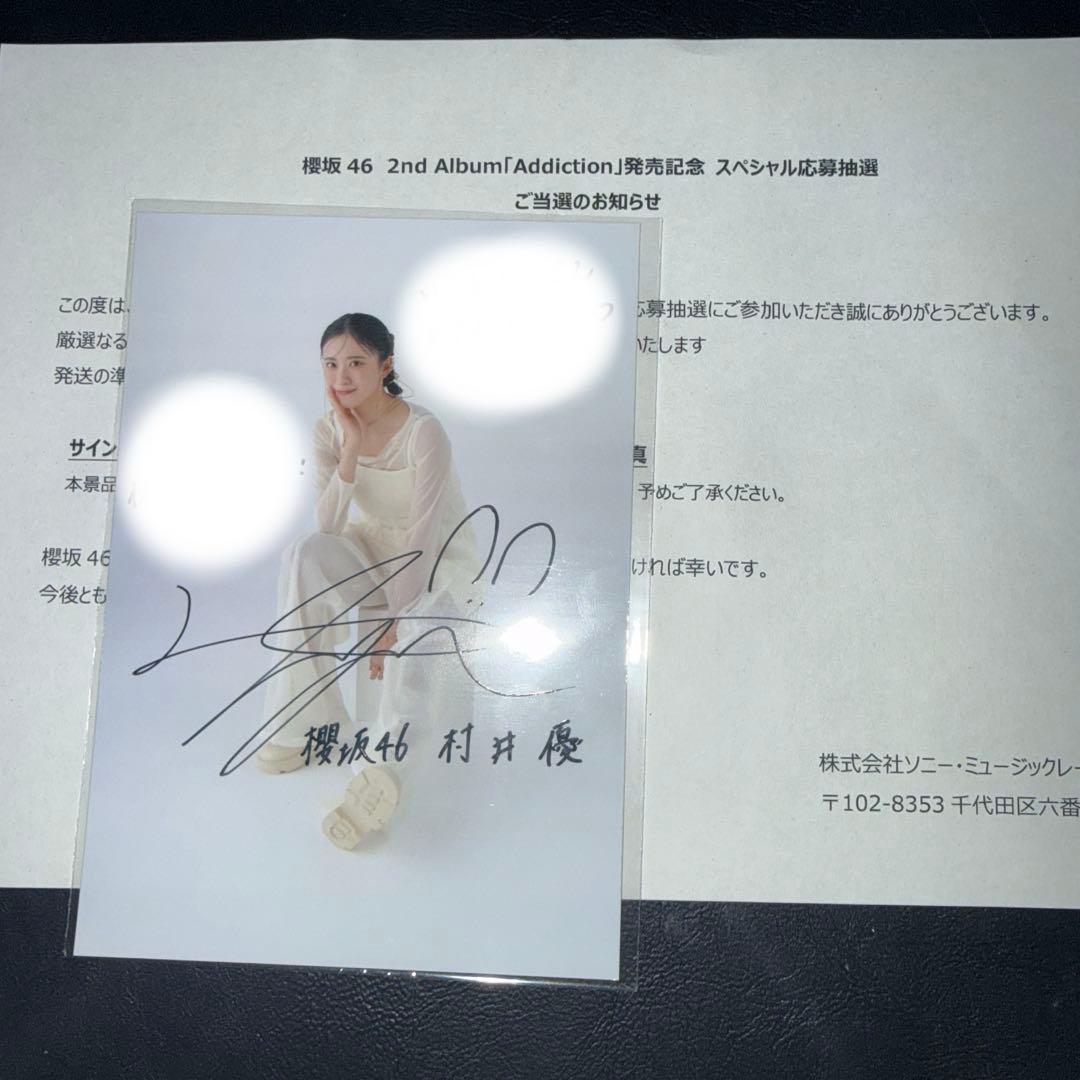 櫻坂46 2nd Album「Addiction」発売記念 スペシャル応募抽選
ご当選のお知らせ
この度は、
応募抽選にご参加いただき誠にありがとうございます。
厳選なる
いたします
発送の準
サイン
真
本景品
予めご了承ください。
櫻坂46
ければ幸いです。
今後とも
櫻坂46 村井優
株式会社ソニー・ミュージックレー
〒102-8353 千代田区六番